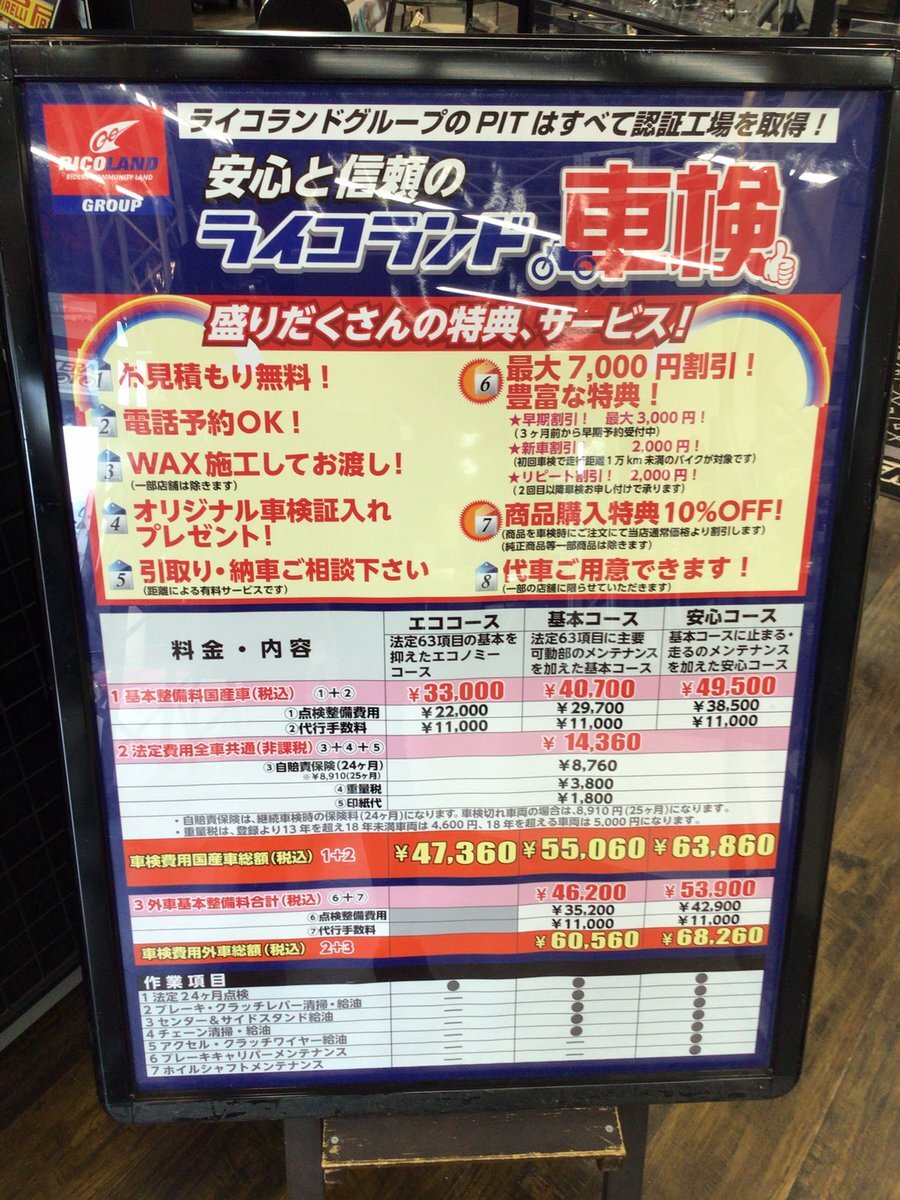 PIRELLI
RICOLAND
RIDERS COMMUNITY LAND
GROUP
ライコランドグループのPITはすべて認証工場を取得！
安心と信頼の
ライコランド車検
盛りだくさんの特典、サービス！
1 お見積もり無料！
2 電話予約OK！
3 WAX施工してお渡し！
（一部店舗は除きます）
4 オリジナル車検証入れ
プレゼント！
5 引取り・納車ご相談下さい
（距離による有料サービスです）
6 最大7,000円割引！
豊富な特典！
★早期割引！ 最大3,000円！
（3ヶ月前から早期予約受付中）
★新車割引！ 2,000円！
（初回車検で走行距離1万km未満のバイクが対象です）
★リピート割引！ 2,000円！
（2回目以降車検お申し付けで承ります）
7 商品購入特典10%OFF！
（商品を車検時にご注文にて当店通常価格より割引します）
（純正商品等一部商品は除きます）
8 代車ご用意できます！
（一部の店舗に限らせていただきます）
料金・内容
エココース 基本コース 安心コース
法定63項目の基本を
抑えたエコノミー
コース
法定63項目に主要
可動部のメンテナンス
を加えた基本コース
基本コースに止まる・
走るのメンテナンス
を加えた安心コース
1 基本整備料国産車（税込） ①＋② ￥33,000 ￥40,700 ￥49,500
①点検整備費用 ￥22,000 ￥29,700 ￥38,500
②代行手数料 ￥11,000 ￥11,000 ￥11,000
2 法定費用全車共通（非課税） ③＋④＋⑤ ￥14,360
③自賠責保険（24ヶ月） ￥8,760
※￥8,910（25ヶ月）
④重量税 ￥3,800
⑤印紙代 ￥1,800
・自賠責保険は、継続車検時の保険料（24ヶ月）になります。車検切れ車両の場合は、8,910円（25ヶ月）になります。
・重量税は、登録より13年を超え18年未満車両は4,600円、18年を超える車両は5,000円になります。
車検費用国産車総額（税込） 1+2 ￥47,360 ￥55,060 ￥63,860
3 外車基本整備料合計（税込） ⑥＋⑦ ￥46,200 ￥53,900
⑥点検整備費用 ￥35,200 ￥42,900
⑦代行手数料 ￥11,000 ￥11,000
車検費用外車総額（税込） 2+3 ￥60,560 ￥68,260
作業項目
1 法定24ヶ月点検 ● ● ●
2 ブレーキ・クラッチレバー清掃・給油 — ● ●
3 センター＆サイドスタンド給油 — ● ●
4 チェーン清掃・給油 — ● ●
5 アクセル・クラッチワイヤー給油 — ● ●
6 ブレーキキャリパーメンテナンス — — ●
7 ホイルシャフトメンテナンス — — ●